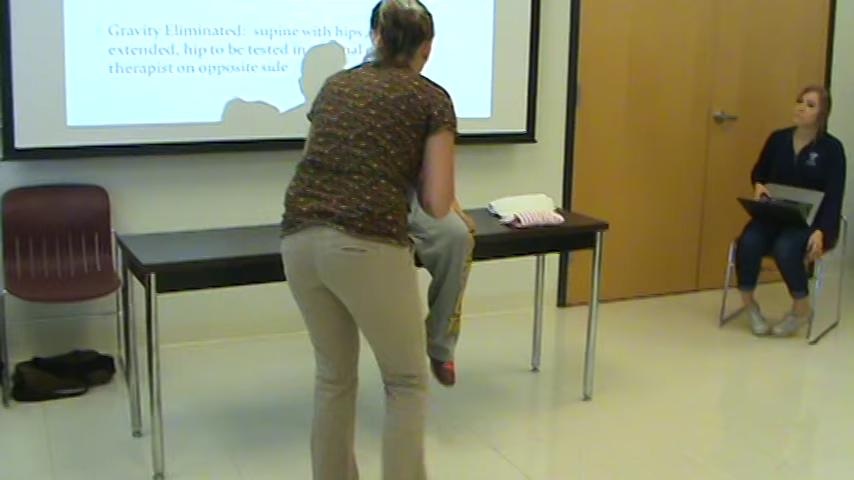 Gravity Eliminated: supine with hips
extended, hip to be tested in
therapist on opposite side